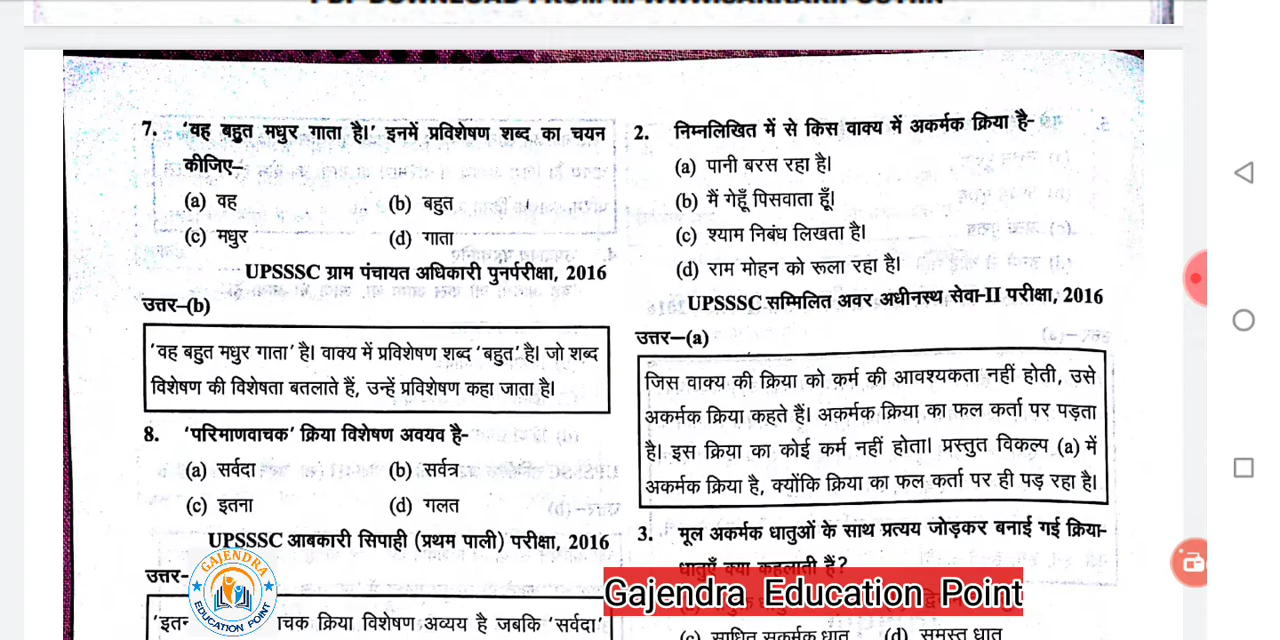 7. 'वह बहुत मधुर गाता है।' इनमें प्रविशेषण शब्द का चयन
कीजिए–
(a) वह (b) बहुत
(c) मधुर (d) गाता
UPSSSC ग्राम पंचायत अधिकारी पुनर्परीक्षा, 2016
उत्तर–(b)
'वह बहुत मधुर गाता' है। वाक्य में प्रविशेषण शब्द 'बहुत' है। जो शब्द
विशेषण की विशेषता बतलाते हैं, उन्हें प्रविशेषण कहा जाता है।
8. 'परिमाणवाचक' क्रिया विशेषण अवयव है-
(a) सर्वदा (b) सर्वत्र
(c) इतना (d) गलत
UPSSSC आबकारी सिपाही (प्रथम पाली) परीक्षा, 2016
उत्तर-
'इतन चाचक क्रिया विशेषण अव्यय है जबकि 'सर्वदा'
GAJENDRA
EDUCATION POINT
2. निम्नलिखित में से किस वाक्य में अकर्मक क्रिया है-
(a) पानी बरस रहा है।
(b) मैं गेहूँ पिसवाता हूँ।
(c) श्याम निबंध लिखता है।
(d) राम मोहन को रूला रहा है।
UPSSSC सम्मिलित अवर अधीनस्थ सेवा-II परीक्षा, 2016
उत्तर—(a)
जिस वाक्य की क्रिया को कर्म की आवश्यकता नहीं होती, उसे
अकर्मक क्रिया कहते हैं। अकर्मक क्रिया का फल कर्ता पर पड़ता
है। इस क्रिया का कोई कर्म नहीं होता। प्रस्तुत विकल्प (a) में
अकर्मक क्रिया है, क्योंकि क्रिया का फल कर्ता पर ही पड़ रहा है।
3. मूल अकर्मक धातुओं के साथ प्रत्यय जोड़कर बनाई गई क्रिया-
धातुएँ क्या कहलाती हैं?
Gajendra Education Point
(c) साधित सकर्मक धातु (d) समस्त धातु